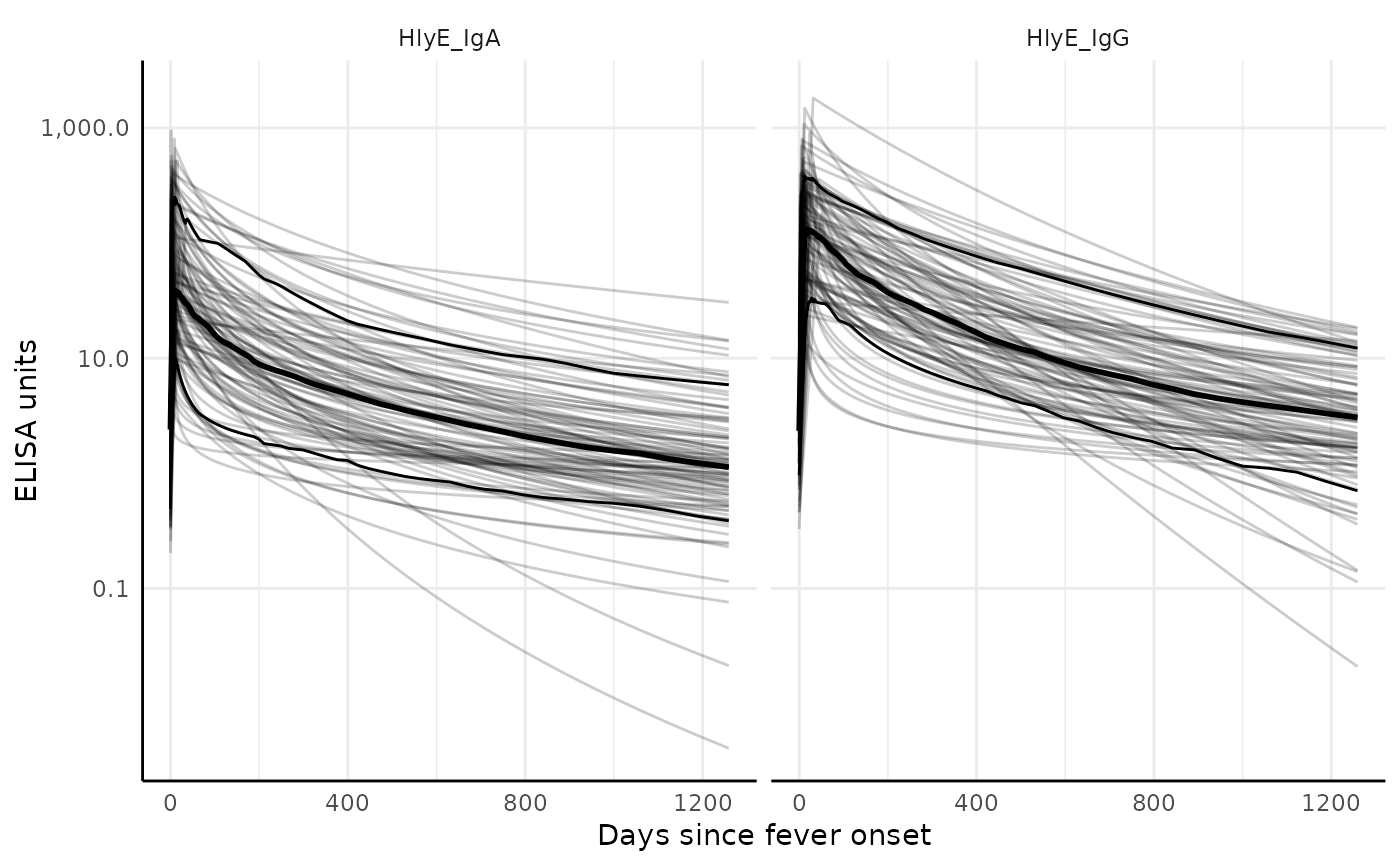 HlyE_IgA
HlyE_IgG
ELISA units
1,000.0
10.0
0.1
0 400 800 1200
0 400 800 1200
Days since fever onset